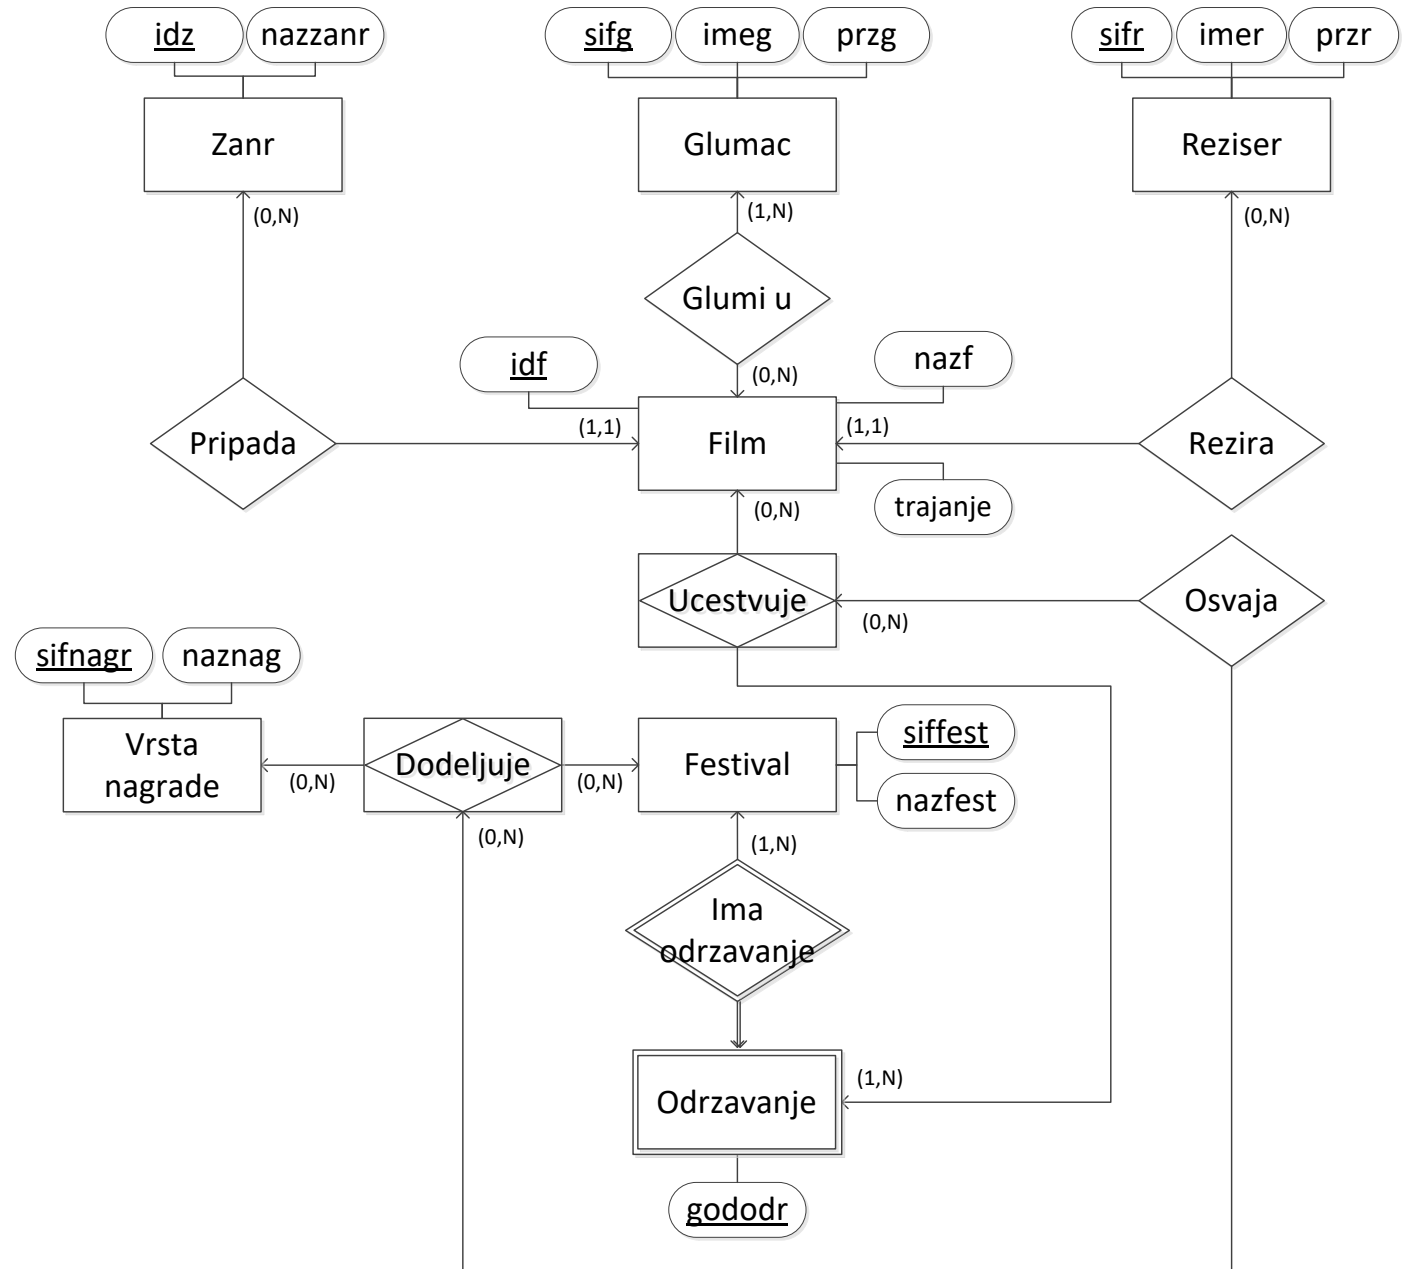 idz nazzanr sifg imeg przg sifr imer przr
Zanr Glumac Reziser
(0,N) (1,N) (0,N)
Glumi u
idf nazf
(0,N)
(1,1) (1,1)
Pripada Film Rezira
(0,N) trajanje
Ucestvuje Osvaja
(0,N)
sifnagr naznag
siffest
Vrsta
nagrade
Dodeljuje Festival
(0,N) (0,N)
nazfest
(0,N) (1,N)
Ima
odrzavanje
(1,N)
Odrzavanje
gododr